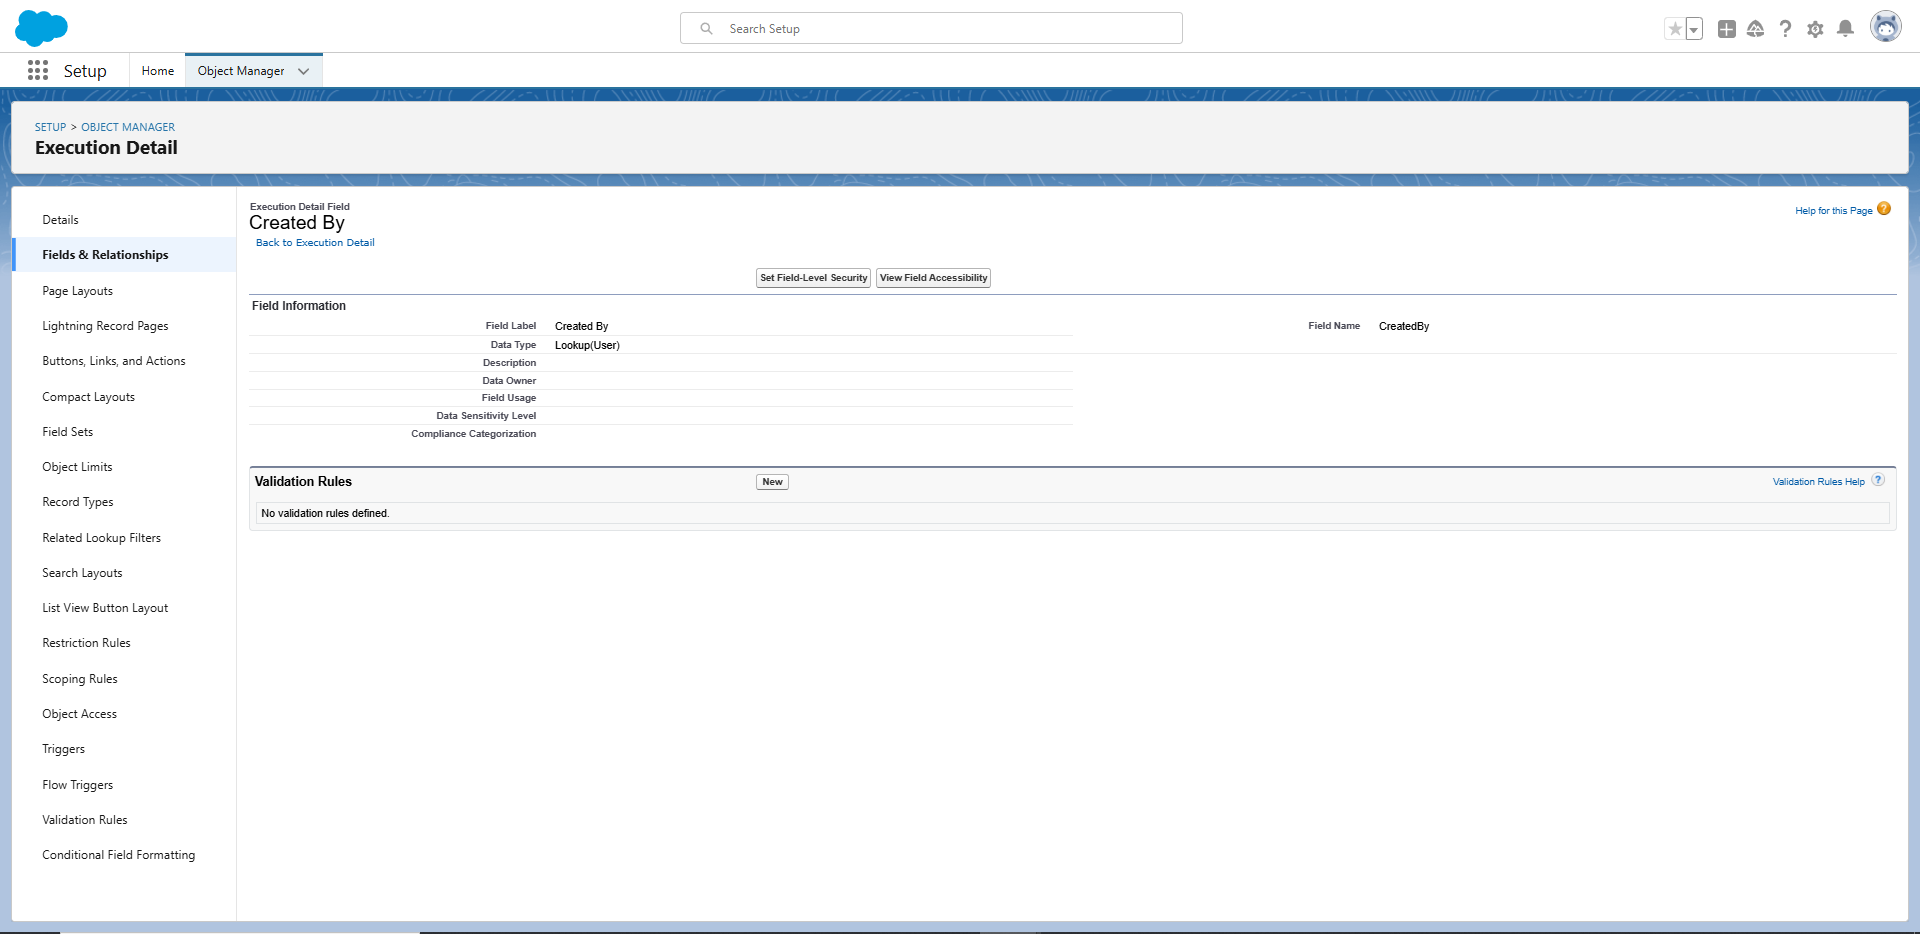 Search Setup
Setup
Home
Object Manager
SETUP > OBJECT MANAGER
Execution Detail
Details
Fields & Relationships
Page Layouts
Lightning Record Pages
Buttons, Links, and Actions
Compact Layouts
Field Sets
Object Limits
Record Types
Related Lookup Filters
Search Layouts
List View Button Layout
Restriction Rules
Scoping Rules
Object Access
Triggers
Flow Triggers
Validation Rules
Conditional Field Formatting
Execution Detail Field
Created By
Back to Execution Detail
Help for this Page ?
Set Field-Level Security
View Field Accessibility
Field Information
Field Label Created By
Field Name CreatedBy
Data Type Lookup(User)
Description
Data Owner
Field Usage
Data Sensitivity Level
Compliance Categorization
Validation Rules
New
Validation Rules Help ?
No validation rules defined.